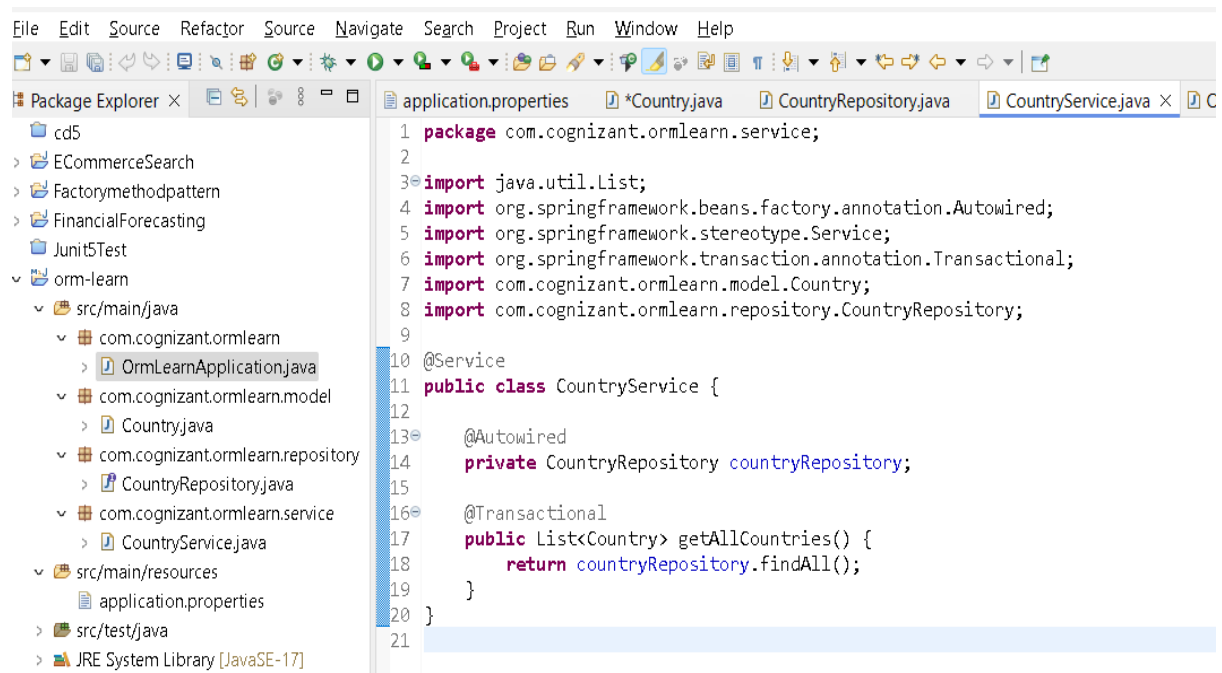 File Edit Source Refactor Source Navigate Search Project Run Window Help
Package Explorer
cd5
ECommerceSearch
Factorymethodpattern
FinancialForecasting
Junit5Test
orm-learn
src/main/java
com.cognizant.ormlearn
OrmLearnApplication.java
com.cognizant.ormlearn.model
Country.java
com.cognizant.ormlearn.repository
CountryRepository.java
com.cognizant.ormlearn.service
CountryService.java
src/main/resources
application.properties
src/test/java
JRE System Library [JavaSE-17]
application.properties *Country.java CountryRepository.java CountryService.java
1 package com.cognizant.ormlearn.service;
2
3 import java.util.List;
4 import org.springframework.beans.factory.annotation.Autowired;
5 import org.springframework.stereotype.Service;
6 import org.springframework.transaction.annotation.Transactional;
7 import com.cognizant.ormlearn.model.Country;
8 import com.cognizant.ormlearn.repository.CountryRepository;
9
10 @Service
11 public class CountryService {
12
13 @Autowired
14 private CountryRepository countryRepository;
15
16 @Transactional
17 public List<Country> getAllCountries() {
18 return countryRepository.findAll();
19 }
20 }
21